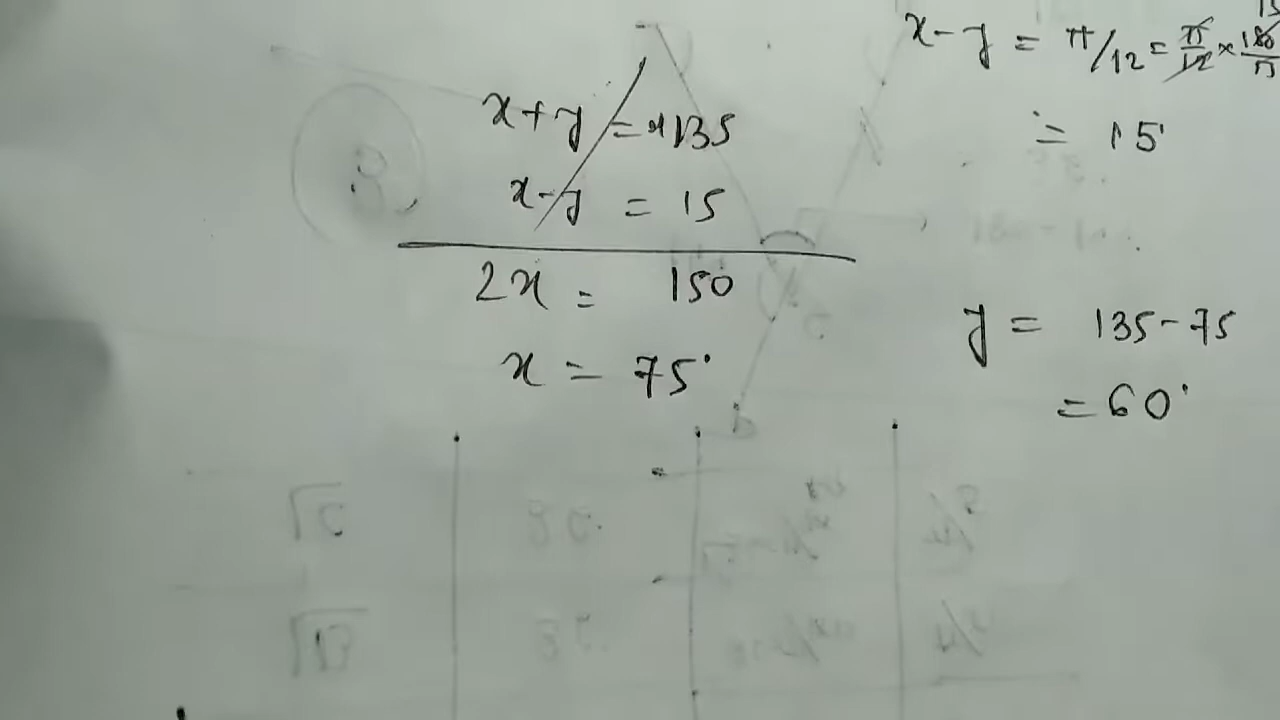 x - y = π/12 = π/12 × 180/π
= 15
x + y = 135
x - y = 15
2x = 150
x = 75°
y = 135 - 75
= 60°